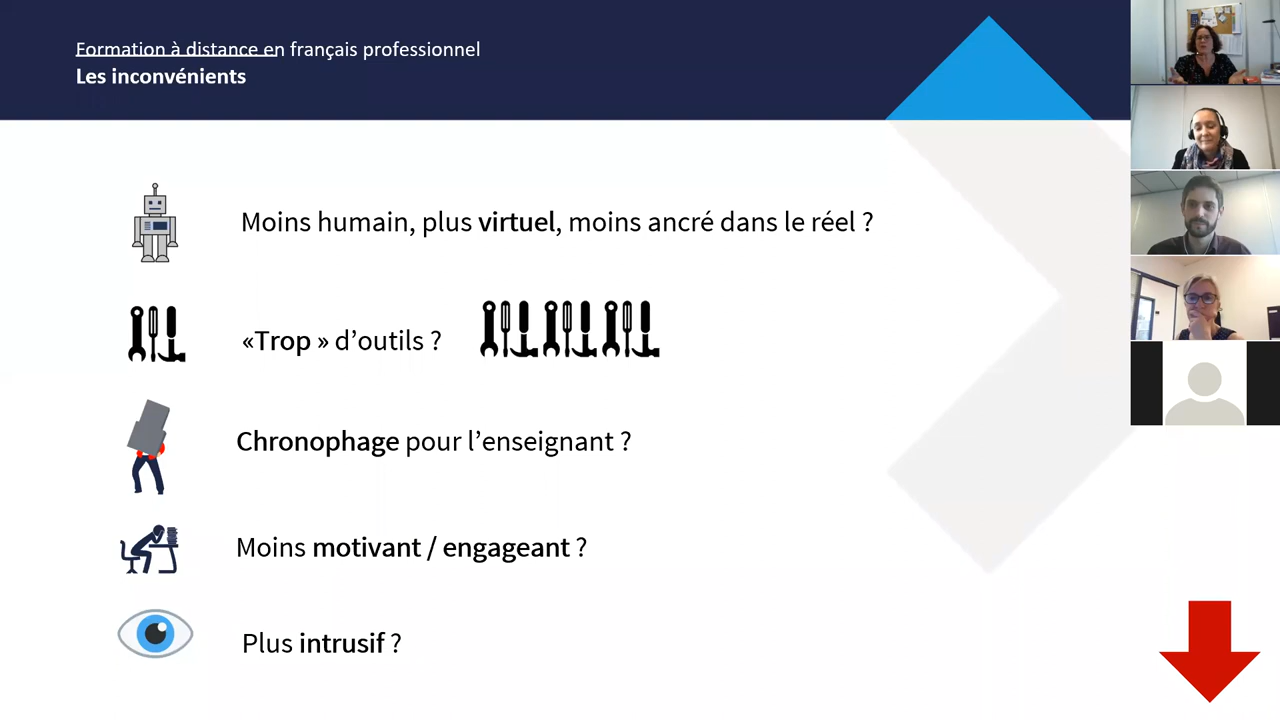 Formation à distance en français professionnel
Les inconvénients
Moins humain, plus virtuel, moins ancré dans le réel ?
«Trop » d’outils ?
Chronophage pour l’enseignant ?
Moins motivant / engageant ?
Plus intrusif ?